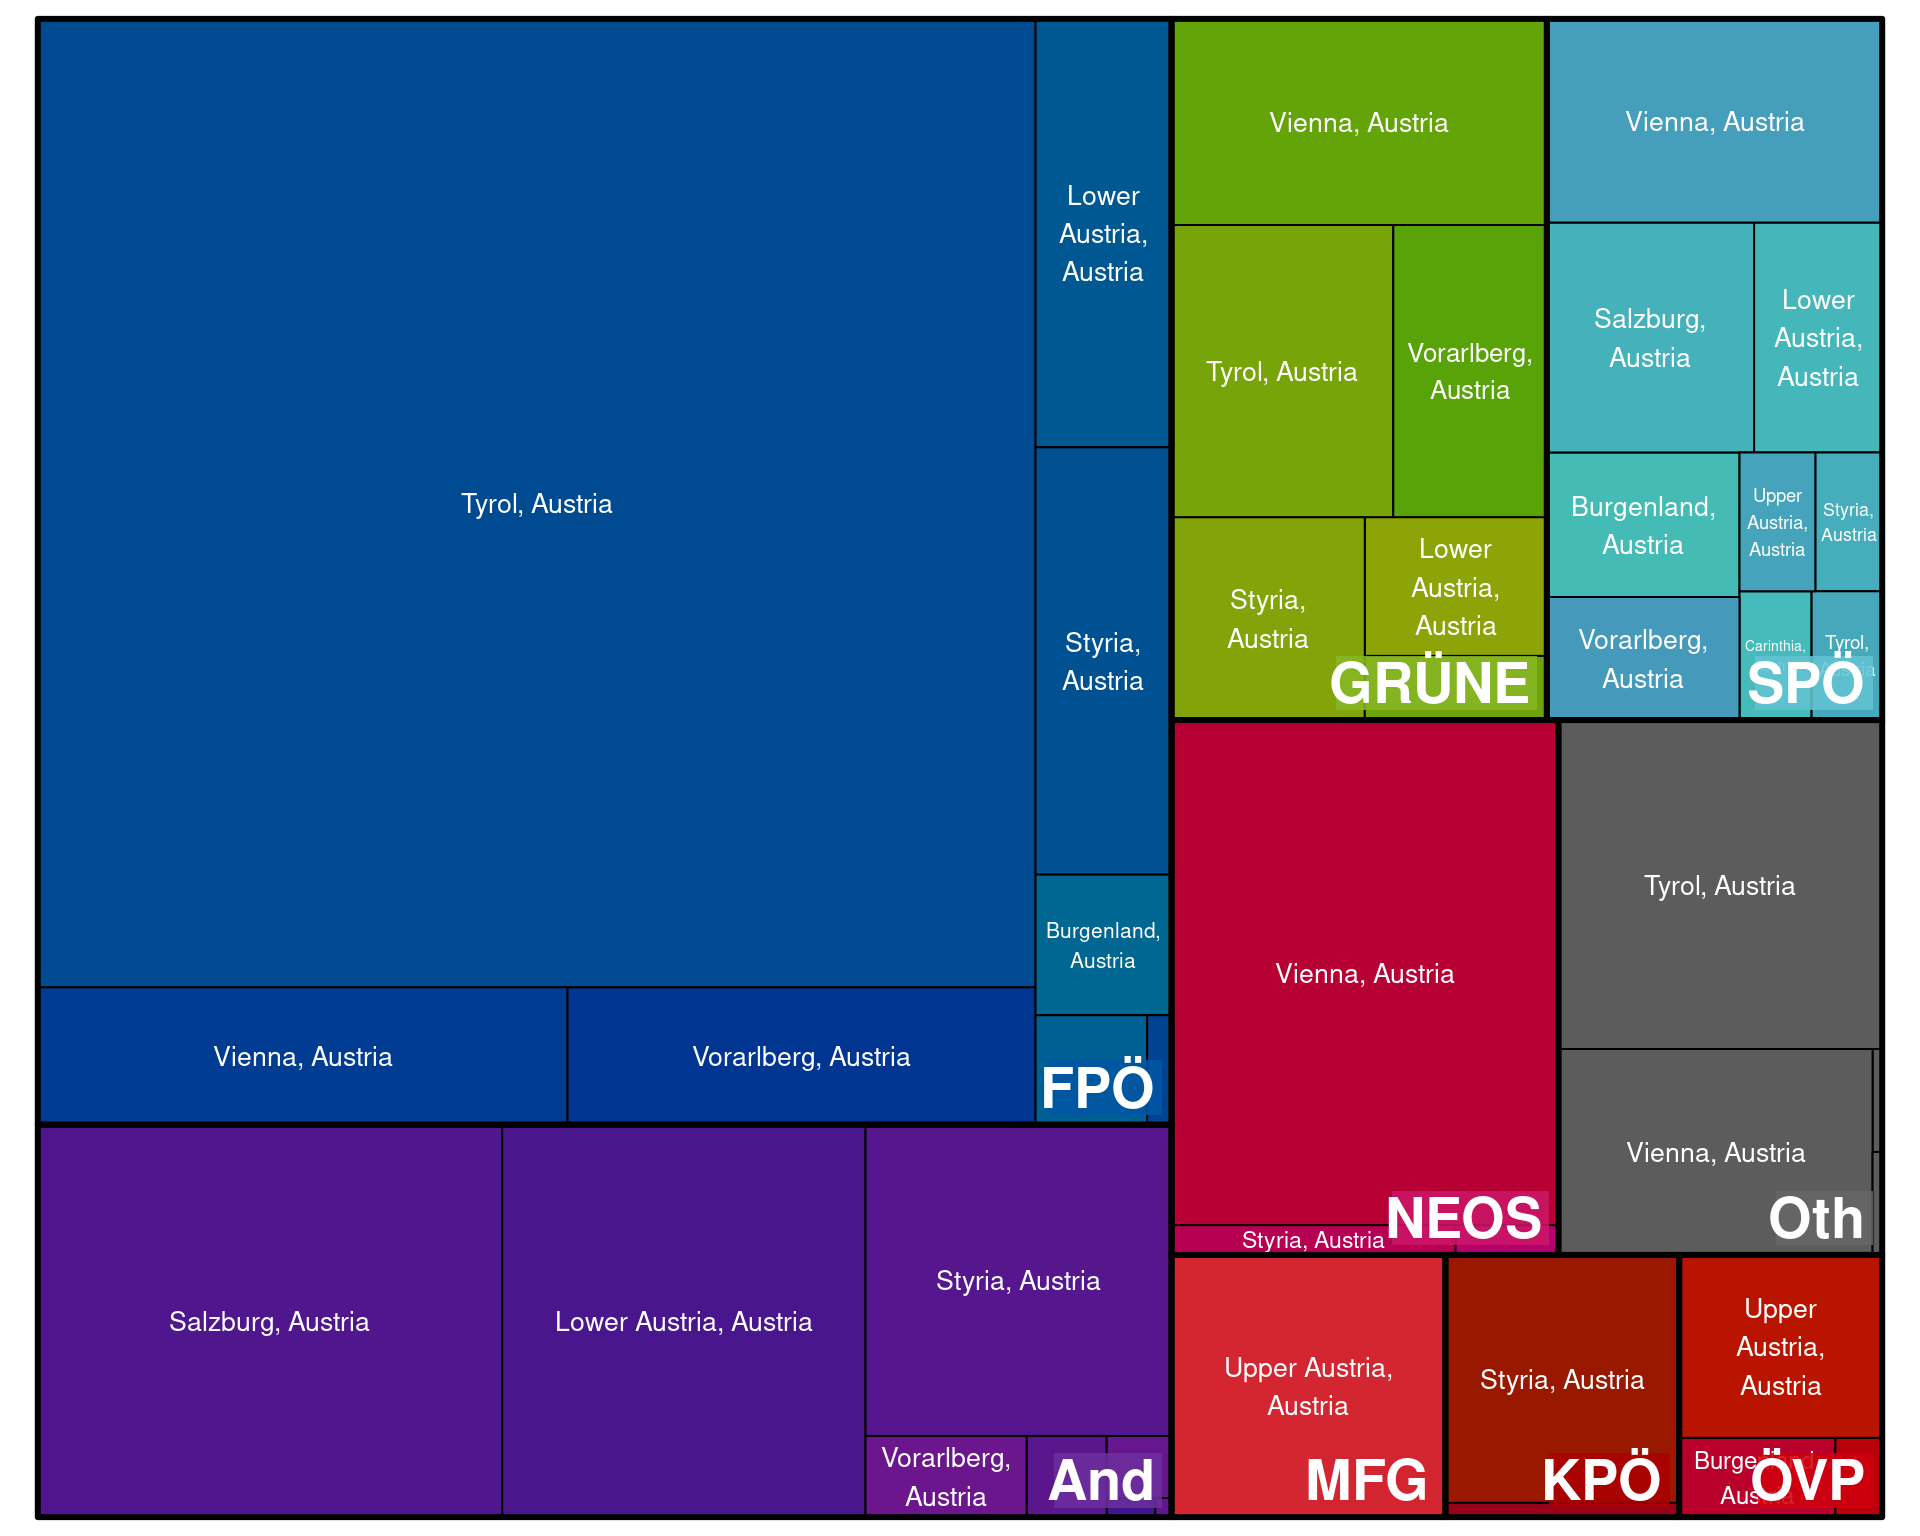 Tyrol, Austria
Lower
Austria,
Austria
Styria,
Austria
Burgenland,
Austria
Vienna, Austria
Vorarlberg, Austria
FPÖ
Salzburg, Austria
Lower Austria, Austria
Styria, Austria
Vorarlberg,
Austria
And
Vienna, Austria
Tyrol, Austria
Vorarlberg,
Austria
Styria,
Austria
Lower
Austria,
Austria
GRÜNE
Vienna, Austria
Salzburg,
Austria
Lower
Austria,
Austria
Burgenland,
Austria
Upper
Austria,
Austria
Styria,
Austria
Vorarlberg,
Austria
Carinthia,
Tyrol,
SPÖ
Vienna, Austria
Styria, Austria
NEOS
Tyrol, Austria
Vienna, Austria
Oth
Upper Austria,
Austria
MFG
Styria, Austria
KPÖ
Upper
Austria,
Austria
Burgenland,
Austria
ÖVP